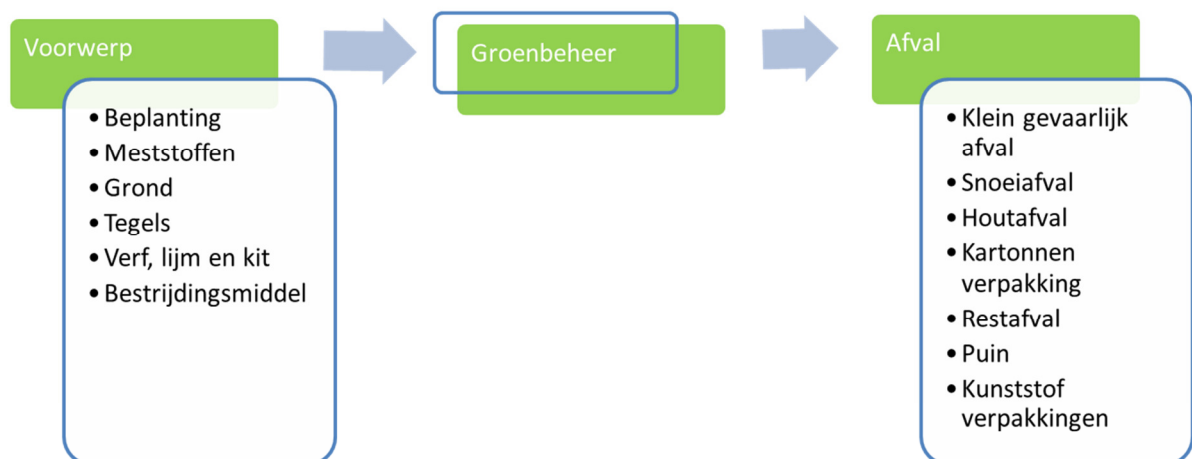 Voorwerp
• Beplanting
• Meststoffen
• Grond
• Tegels
• Verf, lijm en kit
• Bestrijdingsmiddel
Groenbeheer
Afval
• Klein gevaarlijk
afval
• Snoeiafval
• Houtafval
• Kartonnen
verpakking
• Restafval
• Puin
• Kunststof
verpakkingen